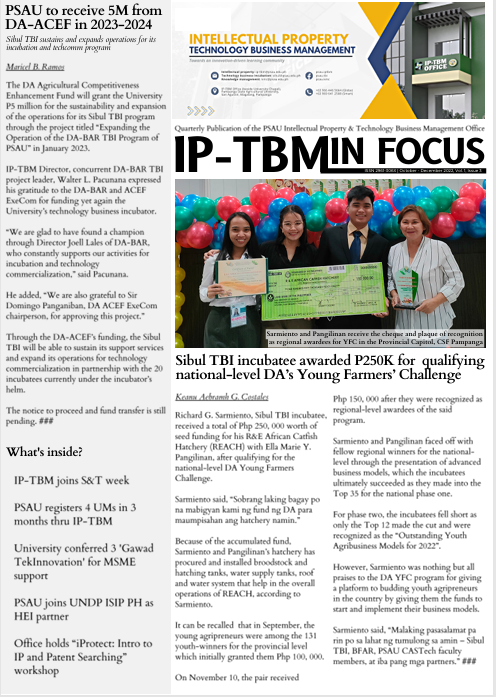 PSAU to receive 5M from
DA-ACEF in 2023-2024
Sibul TBI sustains and expands operations for its
incubation and techcomm program
Maricel B. Ramos
The DA Agricultural Competitiveness
Enhancement Fund will grant the University
P5 million for the sustainability and expansion
of the operations for its Sibul TBI program
through the project titled “Expanding the
Operation of the DA-BAR TBI Program of
PSAU” in January 2023.
IP-TBM Director, concurrent DA-BAR TBI
project leader, Walter L. Pacunana expressed
his gratitude to the DA-BAR and ACEF
ExeCom for funding yet again the
University’s technology business incubator.
“We are glad to have found a champion
through Director Joell Lales of DA-BAR,
who constantly supports our activities for
incubation and technology
commercialization,” said Pacunana.
He added, “We are also grateful to Sir
Domingo Panganiban, DA ACEF ExeCom
chairperson, for approving this project.”
Through the DA-ACEF’s funding, the Sibul
TBI will be able to sustain its support services
and expand its operations for technology
commercialization in partnership with the 20
incubatees currently under the incubator’s
helm.
The notice to proceed and fund transfer is still
pending. ###
What's inside?
IP-TBM joins S&T week
PSAU registers 4 UMs in 3
months thru IP-TBM
University conferred 3 'Gawad
TekInnovation' for MSME
support
PSAU joins UNDP ISIP PH as
HEI partner
Office holds “iProtect: Intro to
IP and Patent Searching”
workshop
INTELLECTUAL PROPERTY
TECHNOLOGY BUSINESS MANAGEMENT
Towards an innovation-driven learning community
IP-TBM
OFFICE
Quarterly Publication of the PSAU Intellectual Property & Technology Business Management Office
IP-TBM IN FOCUS
October - December 2022, Vol. 1, Issue 3
Sarmiento and Pangilinan receive the cheque and plaque of recognition
as regional awardees for YFC in the Provincial Capitol, CSF Pampanga
Sibul TBI incubatee awarded P250K for qualifying
national-level DA’s Young Farmers’ Challenge
Keanu Achramh G. Costales
Richard G. Sarmiento, Sibul TBI incubatee,
received a total of Php 250, 000 worth of
seed funding for his R&E African Catfish
Hatchery (REACH) with Ella Marie Y.
Pangilinan, after qualifying for the
national-level DA Young Farmers
Challenge.
Sarmiento said, “Sobrang laking bagay po
na mabigyan kami ng fund ng DA para
maumpisahan ang hatchery namin.”
Because of the accumulated fund,
Sarmiento and Pangilinan’s hatchery has
procured and installed broodstock and
hatching tanks, water supply tanks, roof
and water system that help in the overall
operations of REACH, according to
Sarmiento.
It can be recalled that in September, the
young agripreneurs were among the 131
youth-winners for the provincial level
which initially granted them Php 100, 000.
On November 10, the pair received
Php 150, 000 after they were recognized as
regional-level awardees of the said
program.
Sarmiento and Pangilinan faced off with
fellow regional winners for the national-
level through the presentation of advanced
business models, which the incubatees
ultimately succeeded as they made into the
Top 35 for the national phase one.
For phase two, the incubatees fell short as
only the Top 12 made the cut and were
recognized as the “Outstanding Youth
Agribusiness Models for 2022”.
However, Sarmiento was nothing but all
praises to the DA YFC program for giving
a platform to budding youth agripreneurs
in the country by giving them the funds to
start and implement their business models.
Sarmiento said, “Malaking pasasalamat pa
rin po sa lahat ng tumulong sa amin – Sibul
TBI, BFAR, PSAU CASTech faculty
members, at iba pang mga partners.” ###